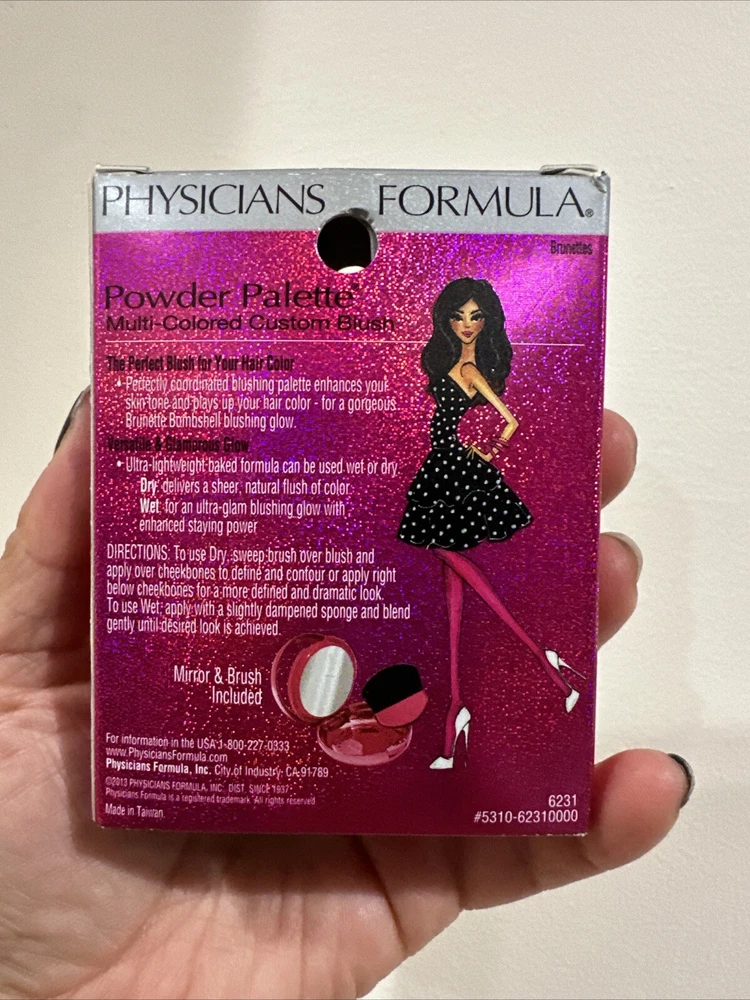 PHYSICIANS FORMULA®
Brunettes
Powder Palette®
Multi-Colored Custom Blush
The Perfect Blush for Your Hair Color
• Perfectly coordinated blushing palette enhances your
skin tone and plays up your hair color - for a gorgeous
Brunette Bombshell blushing glow.
Versatile & Glamorous Glow
• Ultra-lightweight baked formula can be used wet or dry.
Dry: delivers a sheer, natural flush of color
Wet: for an ultra-glam blushing glow with
enhanced staying power
DIRECTIONS: To use Dry, sweep brush over blush and
apply over cheekbones to define and contour or apply right
below cheekbones for a more defined and dramatic look.
To use Wet, apply with a slightly dampened sponge and blend
gently until desired look is achieved.
Mirror & Brush
Included
For information in the USA 1-800-227-0333
www.PhysiciansFormula.com
Physicians Formula, Inc. City of Industry, CA 91789
©2013 PHYSICIANS FORMULA, INC. DIST. SINCE 1937
Physicians Formula is a registered trademark. All rights reserved
Made in Taiwan.
6231
#5310-62310000